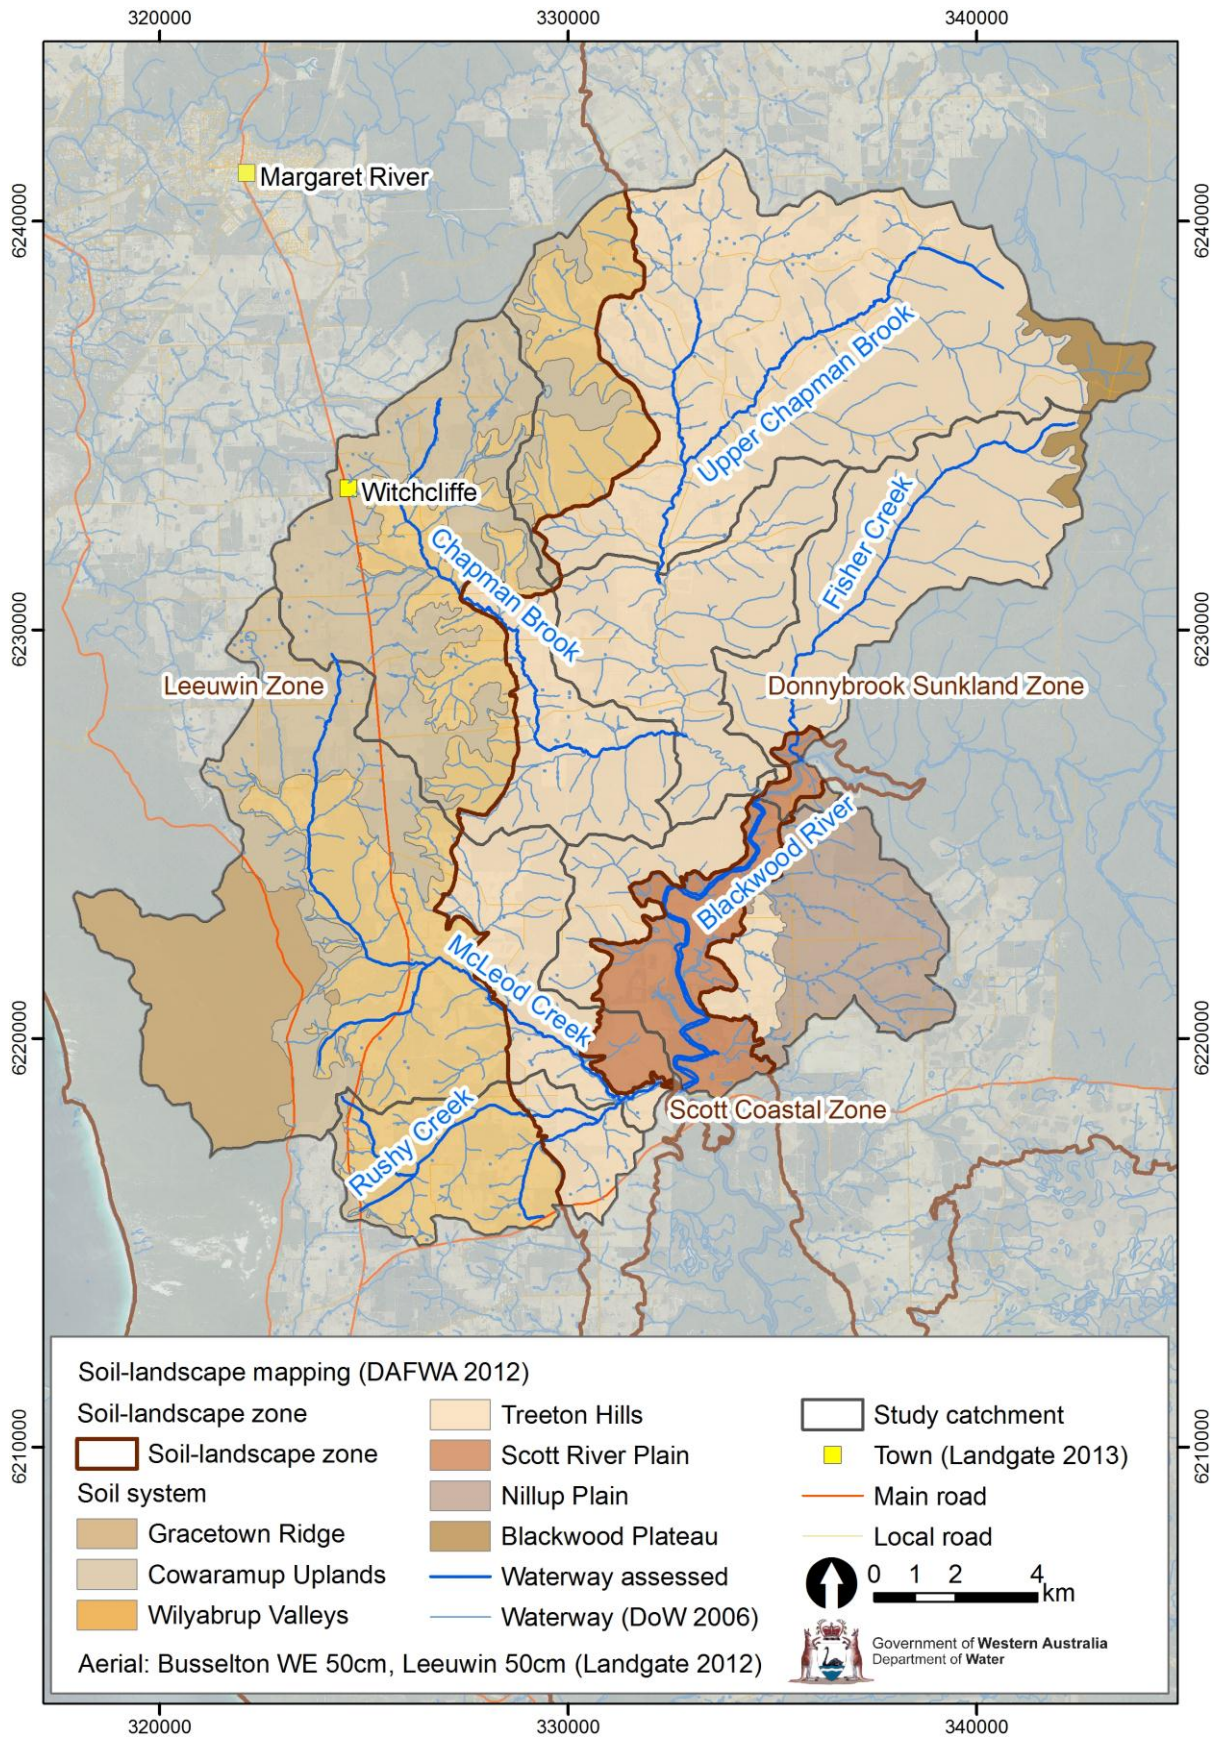 320000
330000
340000
6240000
6240000
Margaret River
Upper Chapman Brook
Witchcliffe
Chapman Brook
Fisher Creek
6230000
6230000
Leeuwin Zone
Donnybrook Sunkland Zone
Blackwood River
McLeod Creek
6220000
6220000
Rushy Creek
Scott Coastal Zone
6210000
6210000
Soil-landscape mapping (DAFWA 2012)
Soil-landscape zone
Soil-landscape zone
Soil system
Gracetown Ridge
Cowaramup Uplands
Wilyabrup Valleys
Treeton Hills
Scott River Plain
Nillup Plain
Blackwood Plateau
Waterway assessed
Waterway (DoW 2006)
Study catchment
Town (Landgate 2013)
Main road
Local road
0 1 2 4
km
Government of Western Australia
Department of Water
Aerial: Busselton WE 50cm, Leeuwin 50cm (Landgate 2012)
320000
330000
340000